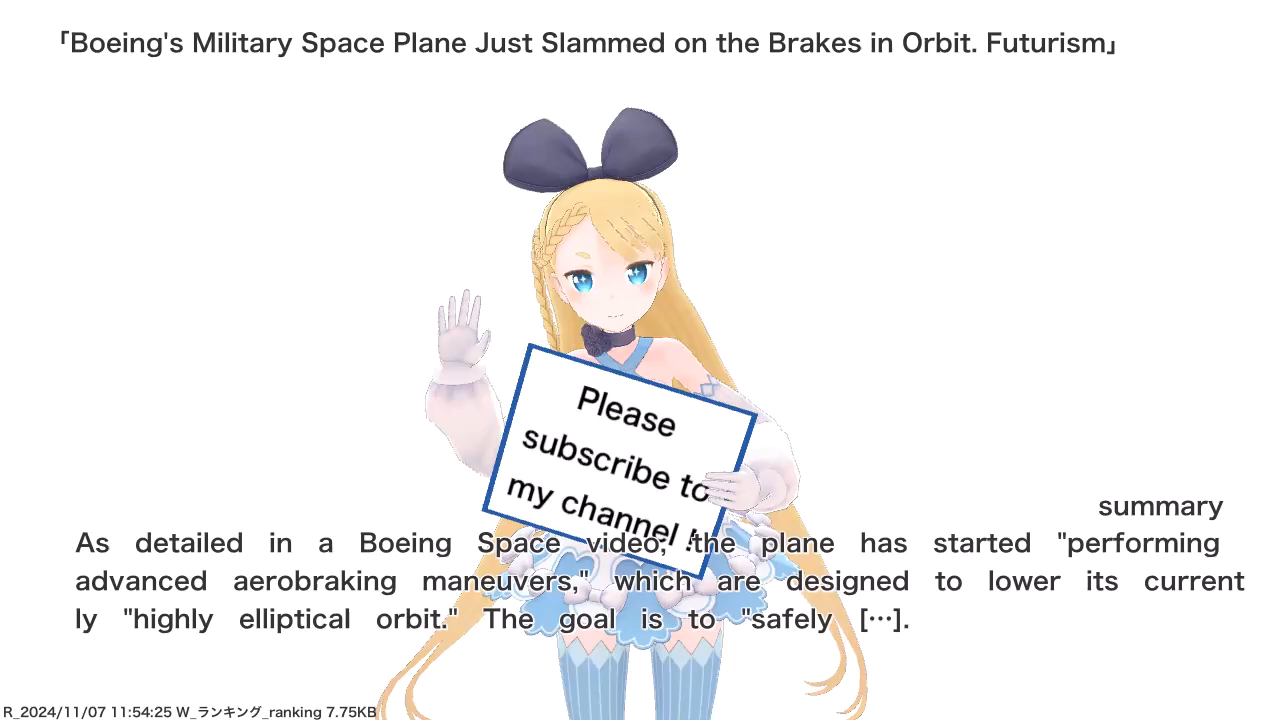 「Boeing's Military Space Plane Just Slammed on the Brakes in Orbit. Futurism」
Please
subscribe to
my channel !
summary
As detailed in a Boeing Space video, the plane has started "performing
advanced aerobraking maneuvers," which are designed to lower its current
ly "highly elliptical orbit." The goal is to "safely […].
R_2024/11/07 11:54:25 W_ランキング_ranking 7.75KB